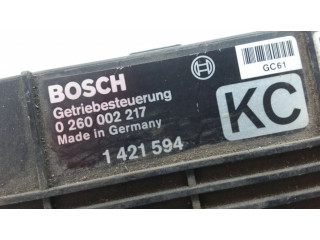 BOSCH
Getriebesteuerung
0 260 002 217
Made in Germany
1 421 594
GC61
KC